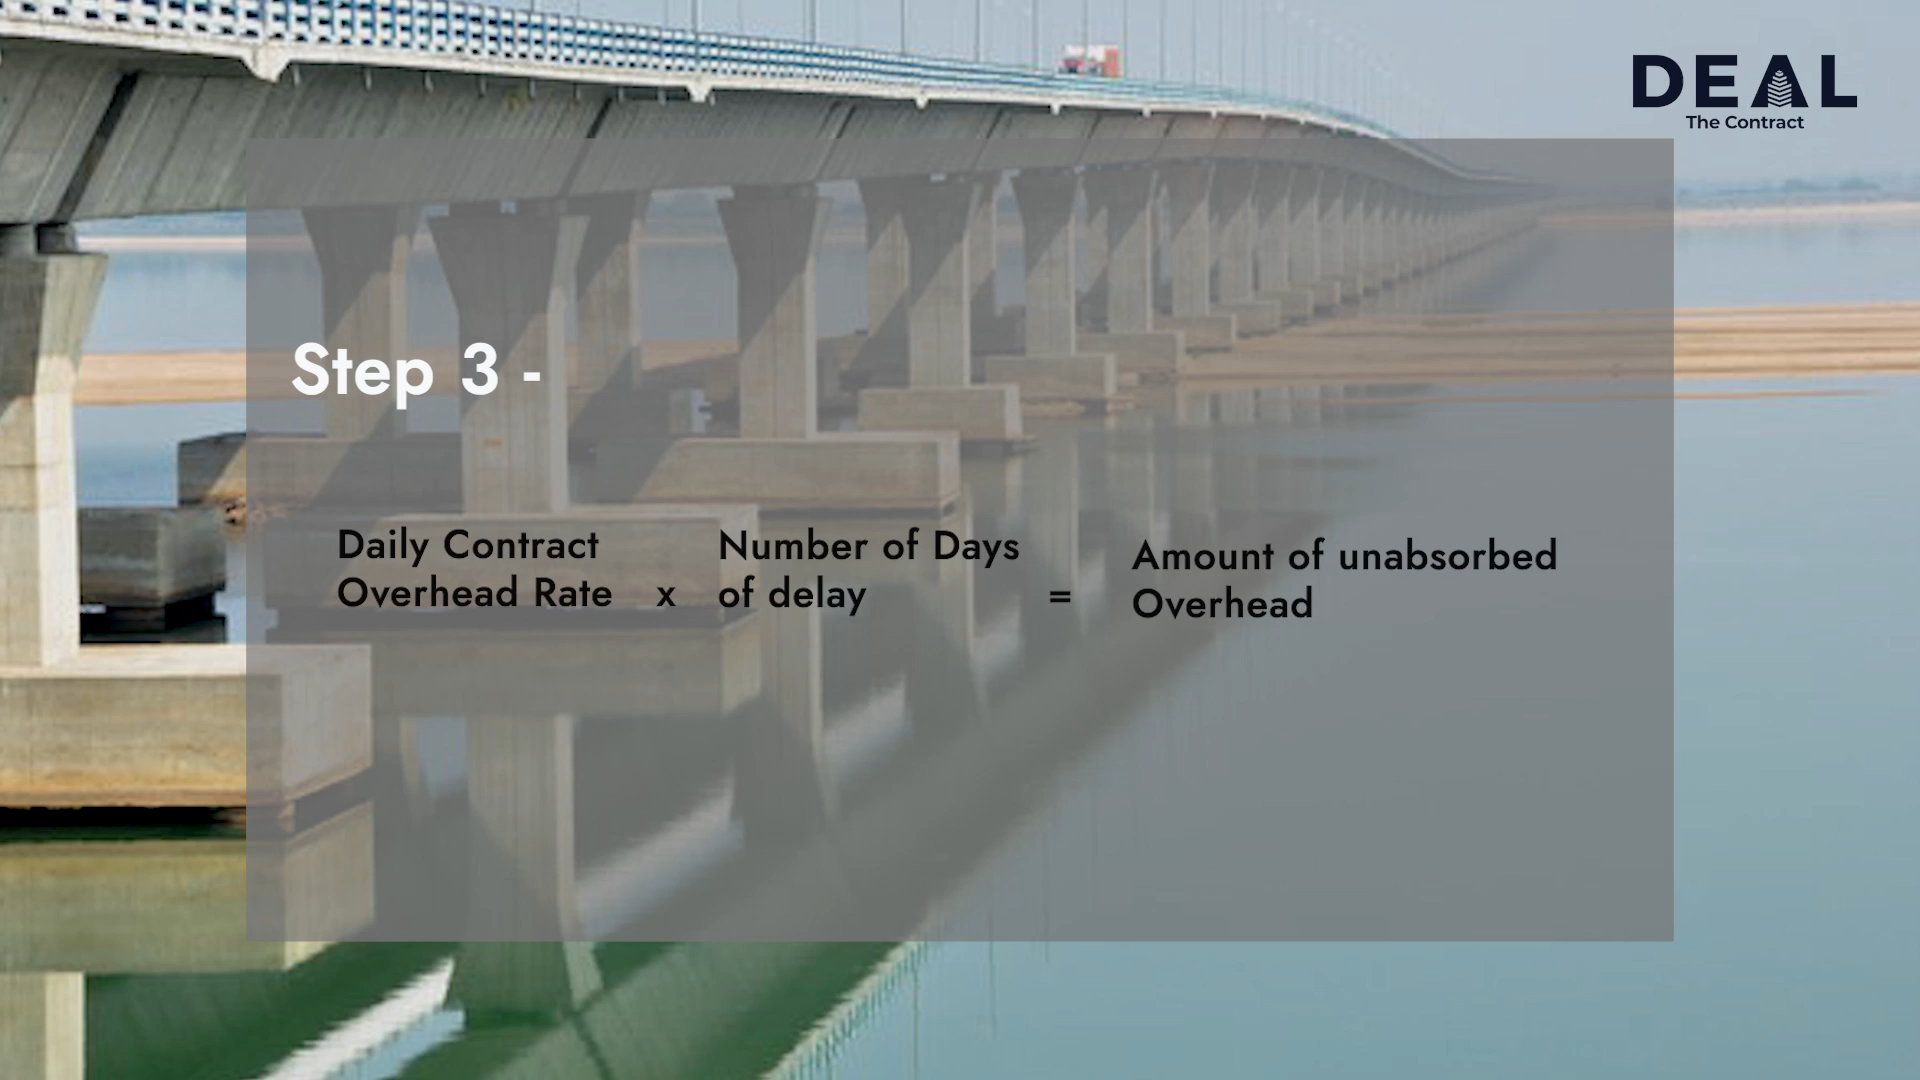 DEAL
The Contract
Step 3 -
Daily Contract
Overhead Rate
x
Number of Days
of delay
=
Amount of unabsorbed
Overhead